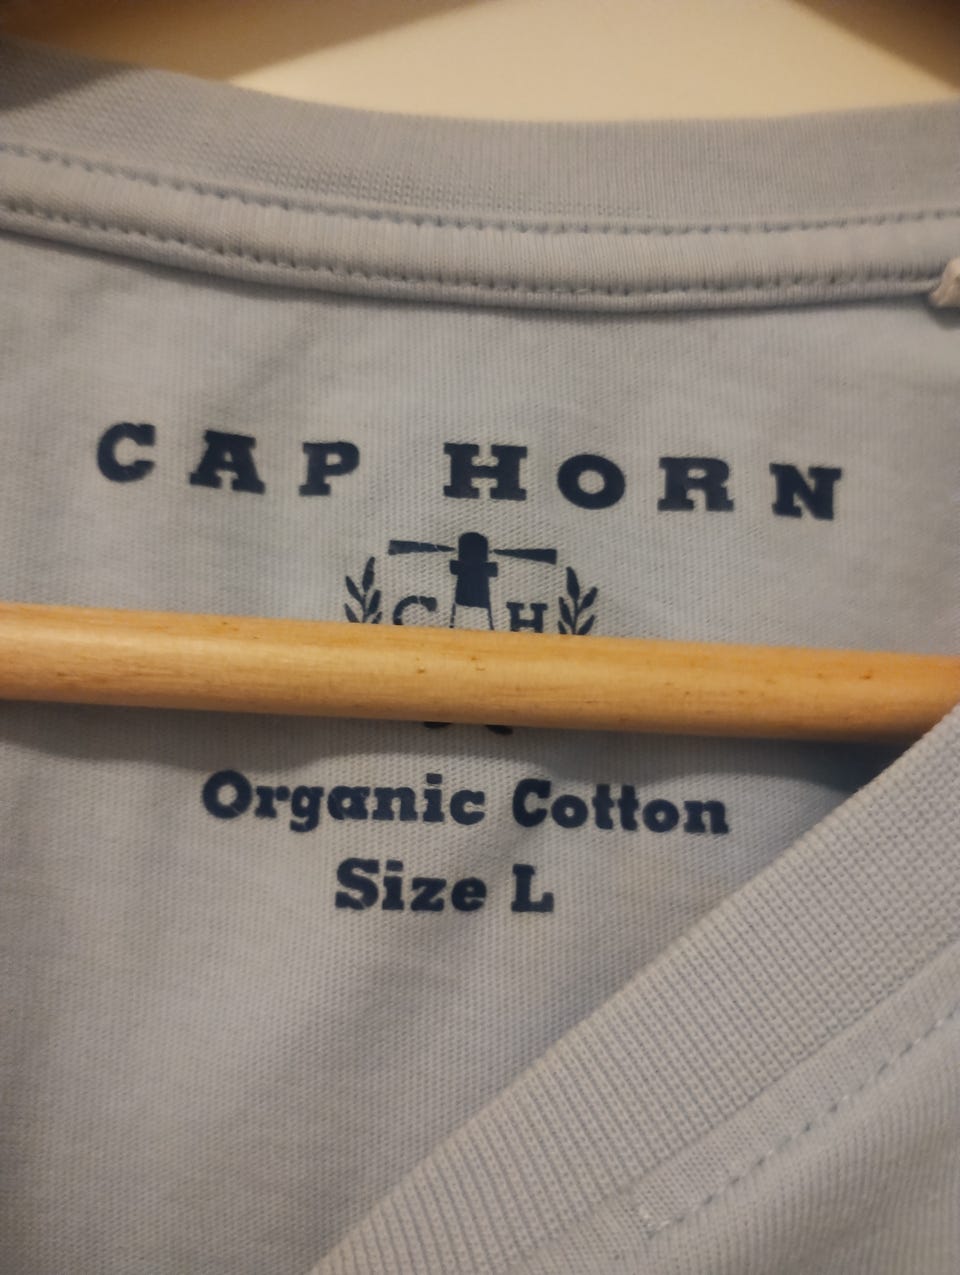 CAP HORN
C H
Organic Cotton
Size L